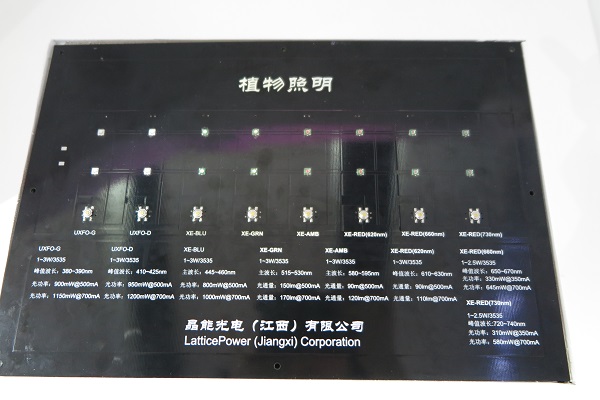 植物照明
UXFO-G UXFO-D XE-BLU XE-GRN XE-AMB XE-RED(620nm) XE-RED(660nm) XE-RED(730nm)
UXFO-G
1~3W/3535
峰值波长：380~390nm
光功率：900mW@500mA
光功率：1150mW@700mA
UXFO-D
1~3W/3535
峰值波长：410~425nm
光功率：950mW@500mA
光功率：1200mW@700mA
XE-BLU
1~3W/3535
主波长：445~460nm
光功率：800mW@500mA
光功率：1000mW@700mA
XE-GRN
1~3W/3535
主波长：515~530nm
光通量：150lm@500mA
光通量：170lm@700mA
XE-AMB
1~3W/3535
主波长：580~595nm
光通量：90lm@500mA
光通量：120lm@700mA
XE-RED(620nm)
1~3W/3535
峰值波长：610~630nm
光通量：90lm@500mA
光通量：110lm@700mA
XE-RED(660nm)
1~2.5W/3535
峰值波长：650~670nm
光功率：330mW@350mA
光功率：645mW@700mA
XE-RED(730nm)
1~2.5W/3535
峰值波长:720~740nm
光功率：310mW@350mA
光功率：580mW@700mA
晶能光电（江西）有限公司
LatticePower (Jiangxi) Corporation